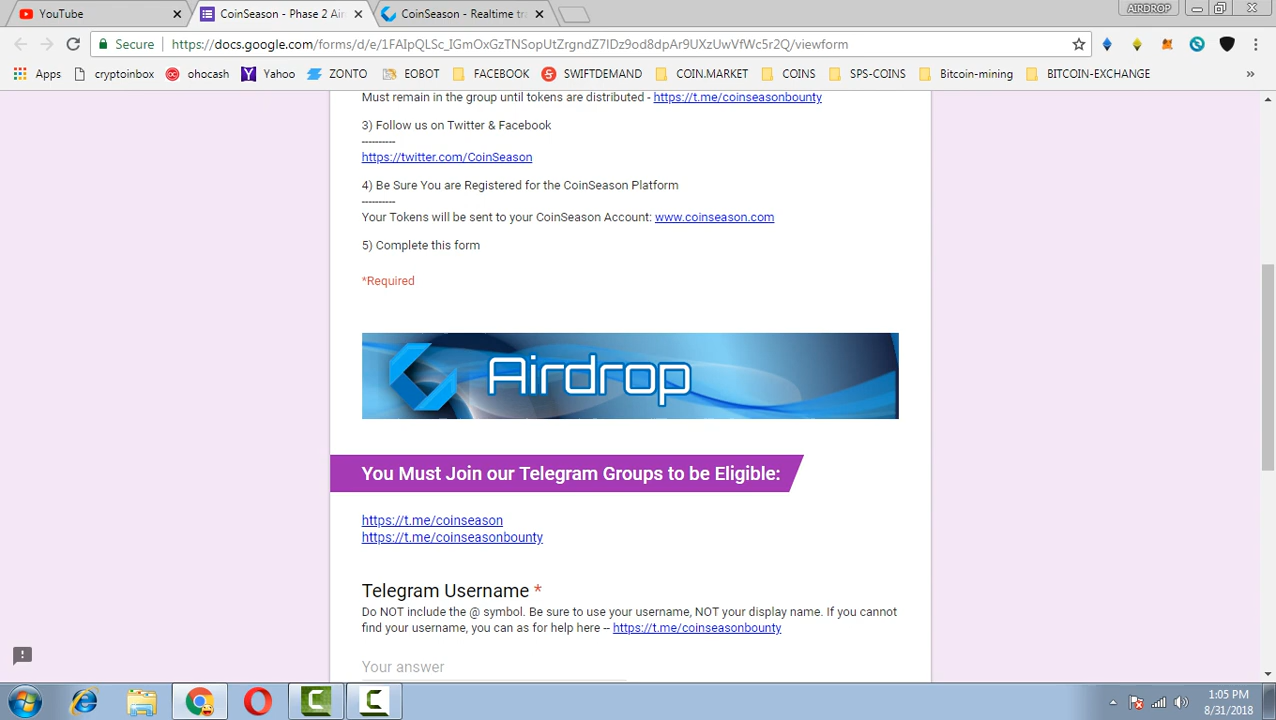 YouTube
CoinSeason - Phase 2 Air
CoinSeason - Realtime tra
AIRDROP
Secure
https://docs.google.com/forms/d/e/1FAIpQLSc_IGmOxGzTNSopUtZrgndZ7IDz9od8dpAr9UXzUwVfWc5r2Q/viewform
Apps cryptoinbox ohocash Yahoo ZONTO EOBOT FACEBOOK SWIFTDEMAND COIN.MARKET COINS SPS-COINS Bitcoin-mining BITCOIN-EXCHANGE »
Must remain in the group until tokens are distributed - https://t.me/coinseasonbounty
3) Follow us on Twitter & Facebook
----------
https://twitter.com/CoinSeason
4) Be Sure You are Registered for the CoinSeason Platform
----------
Your Tokens will be sent to your CoinSeason Account: www.coinseason.com
5) Complete this form
*Required
Airdrop
You Must Join our Telegram Groups to be Eligible:
https://t.me/coinseason
https://t.me/coinseasonbounty
Telegram Username *
Do NOT include the @ symbol. Be sure to use your username, NOT your display name. If you cannot
find your username, you can as for help here -- https://t.me/coinseasonbounty
Your answer
1:05 PM
8/31/2018